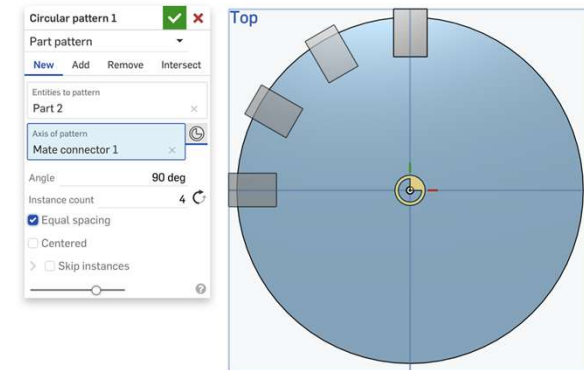 Circular pattern 1
Part pattern
New Add Remove Intersect
Entities to pattern
Part 2
Axis of pattern
Mate connector 1
Angle 90 deg
Instance count 4
Equal spacing
Centered
Skip instances
Top